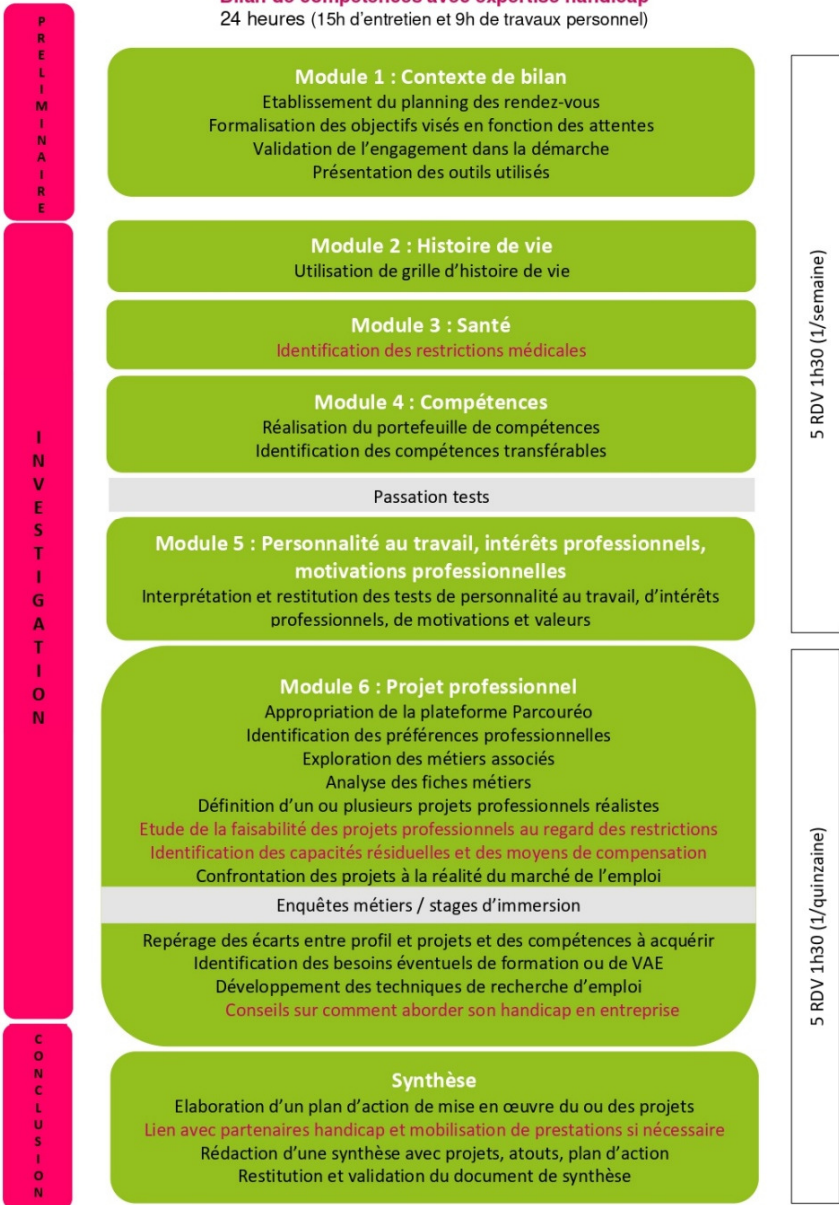 Bilan de compétences avec expertise handicap
24 heures (15h d'entretien et 9h de travaux personnel)
PRELIMINAIRE
Module 1 : Contexte de bilan
Etablissement du planning des rendez-vous
Formalisation des objectifs visés en fonction des attentes
Validation de l'engagement dans la démarche
Présentation des outils utilisés
INVESTIGATION
Module 2 : Histoire de vie
Utilisation de grille d'histoire de vie
Module 3 : Santé
Identification des restrictions médicales
Module 4 : Compétences
Réalisation du portefeuille de compétences
Identification des compétences transférables
Passation tests
Module 5 : Personnalité au travail, intérêts professionnels,
motivations professionnelles
Interprétation et restitution des tests de personnalité au travail, d'intérêts
professionnels, de motivations et valeurs
5 RDV 1h30 (1/semaine)
Module 6 : Projet professionnel
Appropriation de la plateforme Parcouréo
Identification des préférences professionnelles
Exploration des métiers associés
Analyse des fiches métiers
Définition d'un ou plusieurs projets professionnels réalistes
Etude de la faisabilité des projets professionnels au regard des restrictions
Identification des capacités résiduelles et des moyens de compensation
Confrontation des projets à la réalité du marché de l'emploi
Enquêtes métiers / stages d'immersion
Repérage des écarts entre profil et projets et des compétences à acquérir
Identification des besoins éventuels de formation ou de VAE
Développement des techniques de recherche d'emploi
Conseils sur comment aborder son handicap en entreprise
CONCLUSION
Synthèse
Elaboration d'un plan d'action de mise en œuvre du ou des projets
Lien avec partenaires handicap et mobilisation de prestations si nécessaire
Rédaction d'une synthèse avec projets, atouts, plan d'action
Restitution et validation du document de synthèse
5 RDV 1h30 (1/quinzaine)